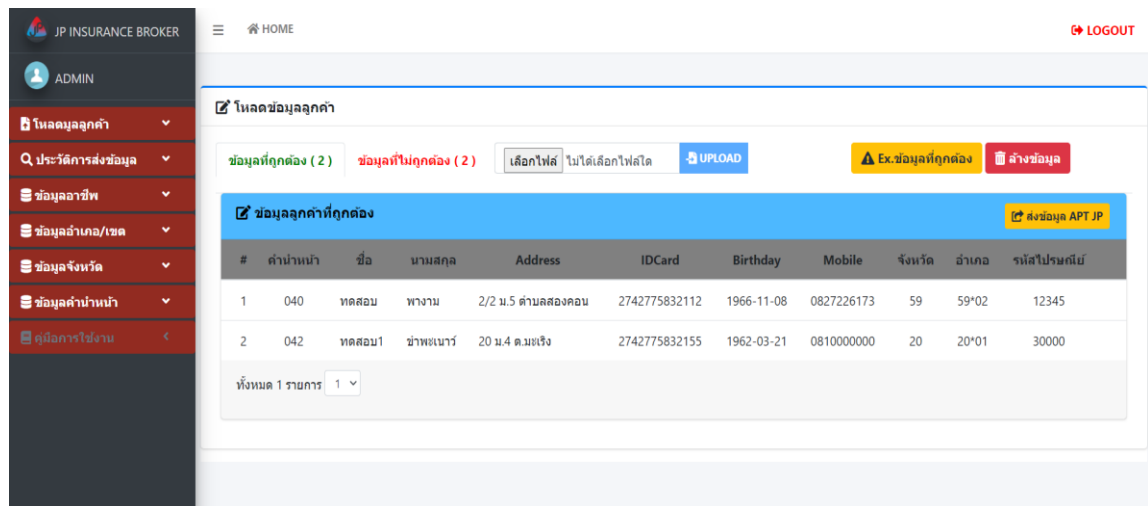 JP INSURANCE BROKER
HOME
LOGOUT
ADMIN
โหลดมูลลูกค้า
ประวัติการส่งข้อมูล
ข้อมูลอาชีพ
ข้อมูลอำเภอ/เขต
ข้อมูลจังหวัด
ข้อมูลคำนำหน้า
คู่มือการใช้งาน
โหลดข้อมูลลูกค้า
ข้อมูลที่ถูกต้อง ( 2 ) ข้อมูลที่ไม่ถูกต้อง ( 2 ) เลือกไฟล์ ไม่ได้เลือกไฟล์ใด UPLOAD Ex.ข้อมูลที่ถูกต้อง ล้างข้อมูล
ข้อมูลลูกค้าที่ถูกต้อง ส่งข้อมูล APT JP
# คำนำหน้า ชื่อ นามสกุล Address IDCard Birthday Mobile จังหวัด อำเภอ รหัสไปรษณีย์
1 040 ทดสอบ พางาม 2/2 ม.5 ตำบลสองคอน 2742775832112 1966-11-08 0827226173 59 59*02 12345
2 042 ทดสอบ1 ข่าพะเนาว์ 20 ม.4 ต.มะเริง 2742775832155 1962-03-21 0810000000 20 20*01 30000
ทั้งหมด 1 รายการ 1